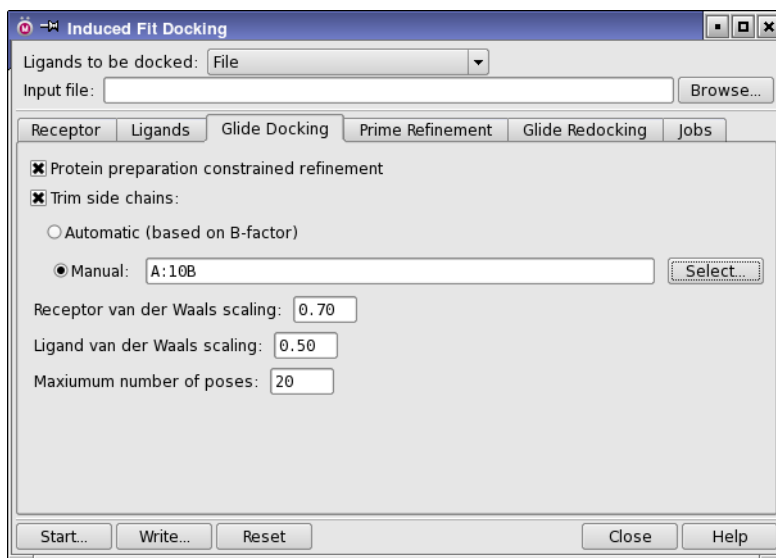 Induced Fit Docking
Ligands to be docked: File
Input file: Browse...
Receptor Ligands Glide Docking Prime Refinement Glide Redocking Jobs
Protein preparation constrained refinement
Trim side chains:
Automatic (based on B-factor)
Manual: A:10B Select...
Receptor van der Waals scaling: 0.70
Ligand van der Waals scaling: 0.50
Maxiumum number of poses: 20
Start... Write... Reset Close Help